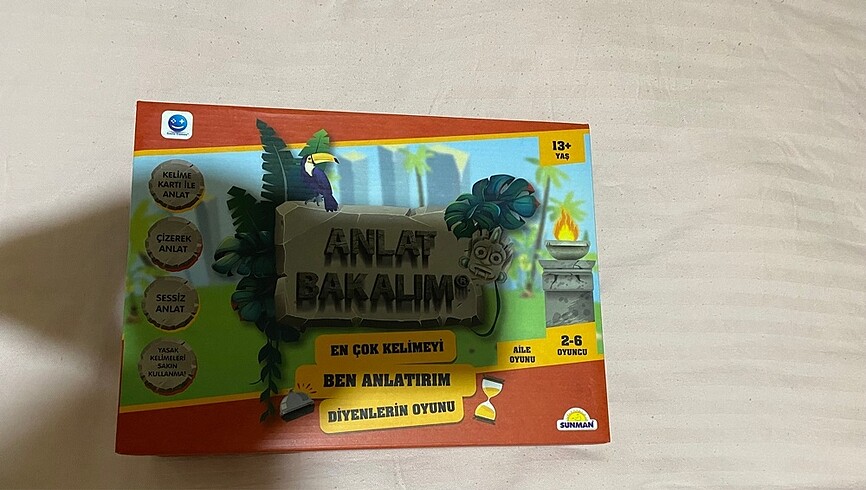 13+
YAŞ
KELİME
KARTI İLE
ANLAT
ÇİZEREK
ANLAT
SESSİZ
ANLAT
YASAK
KELİMELERİ
SAKIN
KULLANMA!
ANLAT
BAKALIM®
EN ÇOK KELİMEYİ
BEN ANLATIRIM
DİYENLERİN OYUNU
AİLE
OYUNU
2-6
OYUNCU
SUNMAN